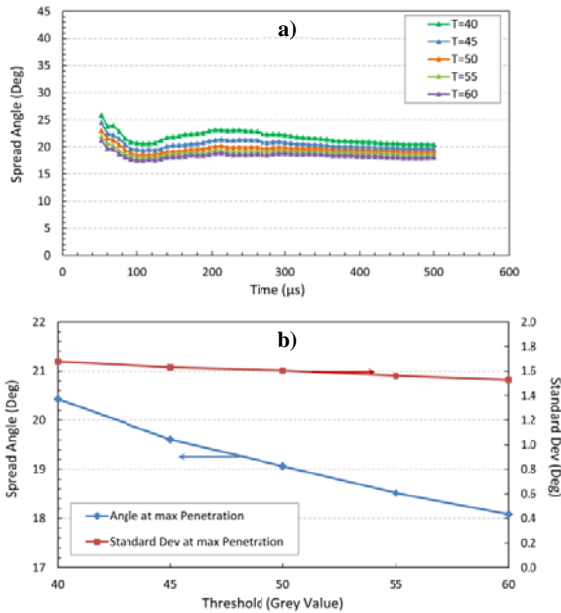 a)
45
40
35
30
25
20
15
10
5
0
Spread Angle (Deg)
T=40
T=45
T=50
T=55
T=60
0 100 200 300 400 500 600
Time (µs)
b)
22
21
20
19
18
17
Spread Angle (Deg)
2.0
1.8
1.6
1.4
1.2
1.0
0.8
0.6
0.4
0.2
0.0
Standard Dev (Deg)
Angle at max Penetration
Standard Dev at max Penetration
40 45 50 55 60
Threshold (Grey Value)